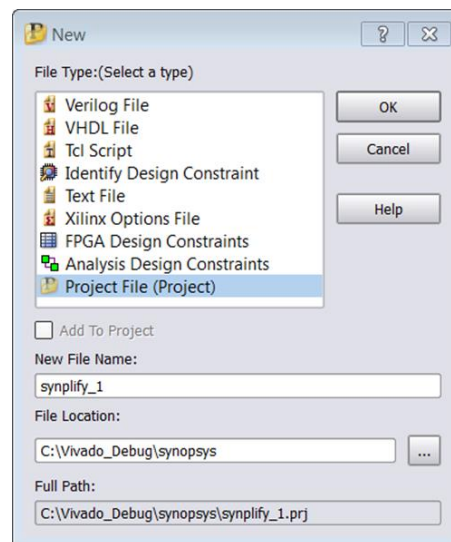 New
File Type:(Select a type)
Verilog File
VHDL File
Tcl Script
Identify Design Constraint
Text File
Xilinx Options File
FPGA Design Constraints
Analysis Design Constraints
Project File (Project)
OK
Cancel
Help
Add To Project
New File Name:
synplify_1
File Location:
C:\Vivado_Debug\synopsys
...
Full Path:
C:\Vivado_Debug\synopsys\synplify_1.prj